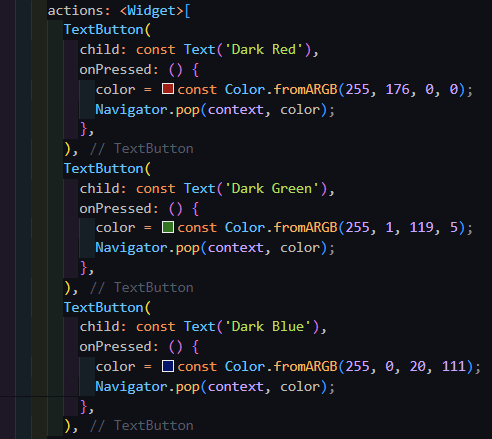 actions: <Widget>[
TextButton(
child: const Text('Dark Red'),
onPressed: () {
color = const Color.fromARGB(255, 176, 0, 0);
Navigator.pop(context, color);
},
), // TextButton
TextButton(
child: const Text('Dark Green'),
onPressed: () {
color = const Color.fromARGB(255, 1, 119, 5);
Navigator.pop(context, color);
},
), // TextButton
TextButton(
child: const Text('Dark Blue'),
onPressed: () {
color = const Color.fromARGB(255, 0, 20, 111);
Navigator.pop(context, color);
},
), // TextButton